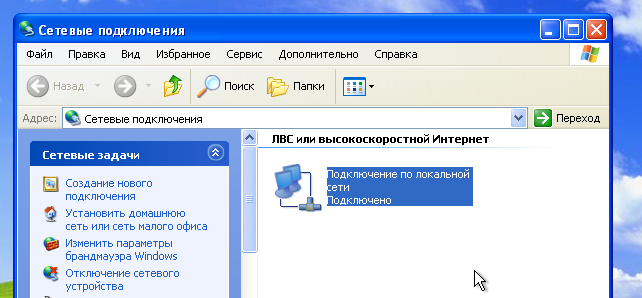 Сетевые подключения
Файл Правка Вид Избранное Сервис Дополнительно Справка
Назад Поиск Папки
Адрес: Сетевые подключения Переход
Сетевые задачи
Создание нового
подключения
Установить домашнюю
сеть или сеть малого офиса
Изменить параметры
брандмауэра Windows
Отключение сетевого
устройства
ЛВС или высокоскоростной Интернет
Подключение по локальной
сети
Подключено